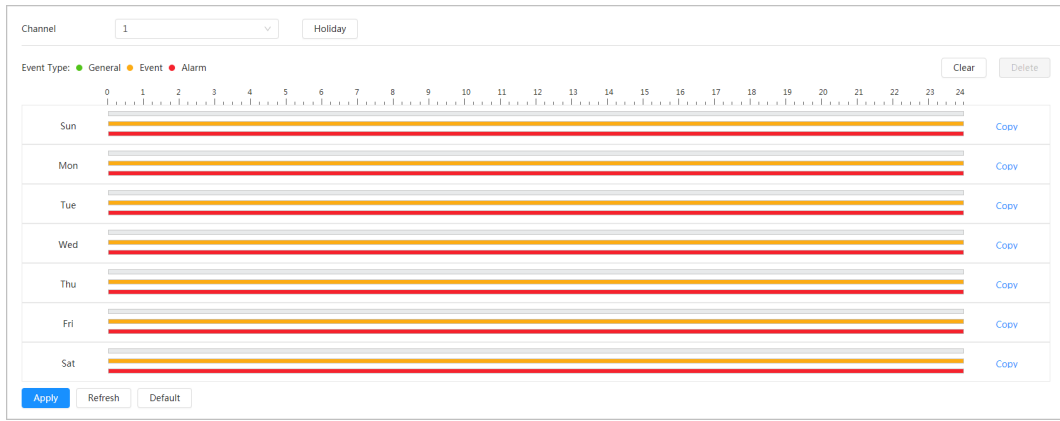 Channel 1 Holiday
Event Type: General Event Alarm Clear Delete
0 1 2 3 4 5 6 7 8 9 10 11 12 13 14 15 16 17 18 19 20 21 22 23 24
Sun Copy
Mon Copy
Tue Copy
Wed Copy
Thu Copy
Fri Copy
Sat Copy
Apply Refresh Default